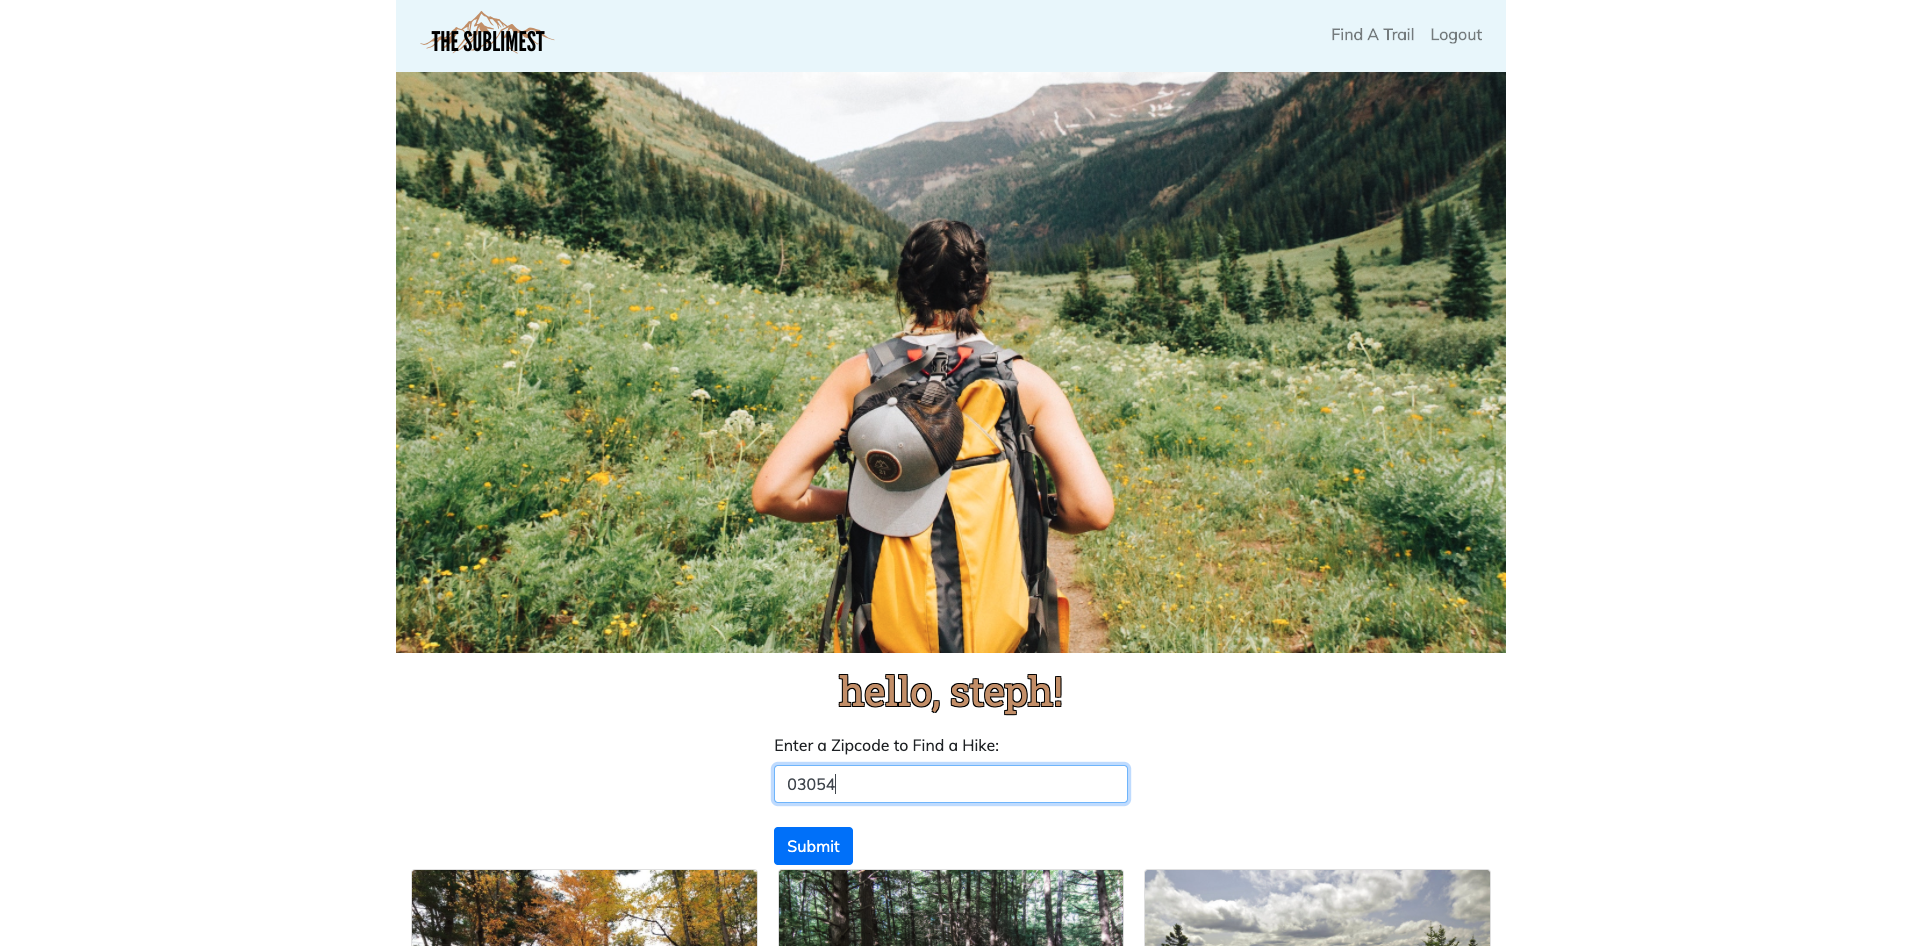 THE SUBLIMEST
Find A Trail
Logout
hello, steph!
Enter a Zipcode to Find a Hike:
03054
Submit